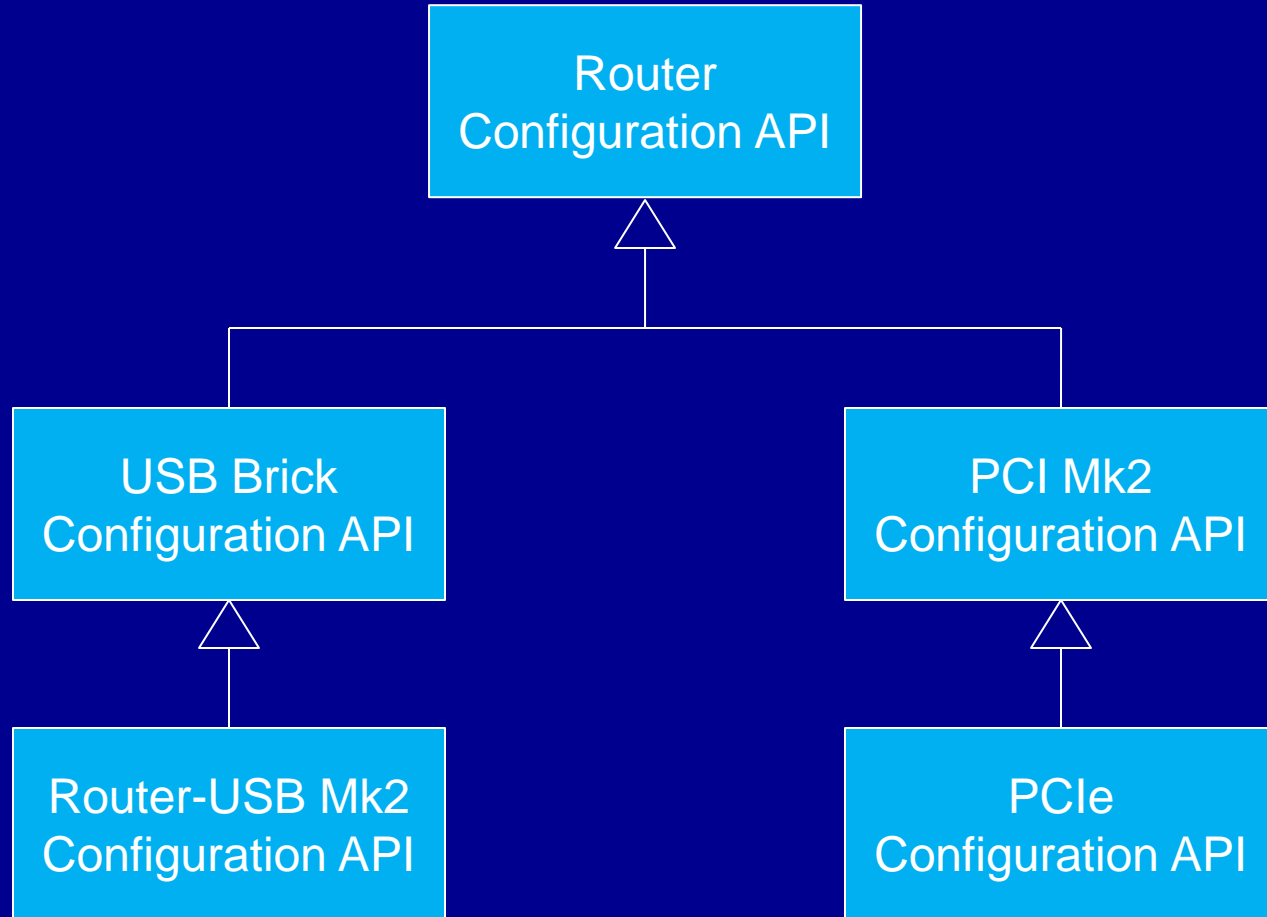 Router
Configuration API
USB Brick
Configuration API
PCI Mk2
Configuration API
Router-USB Mk2
Configuration API
PCIe
Configuration API